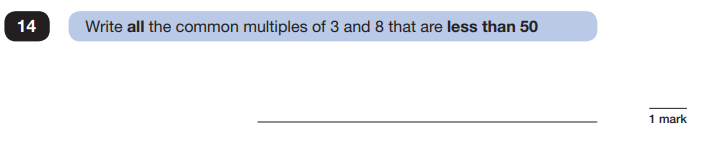 14 Write all the common multiples of 3 and 8 that are less than 50
1 mark